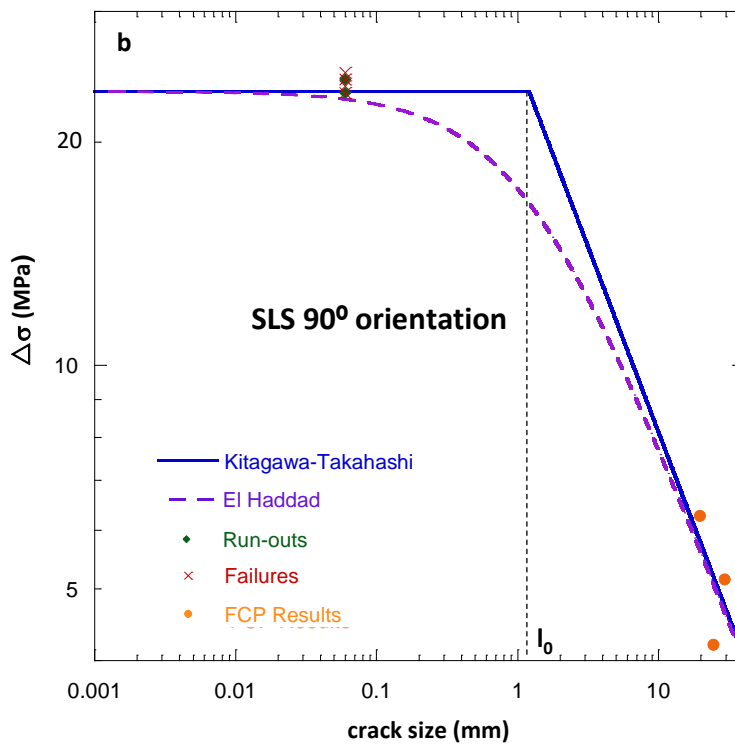 b
20
10
5
Δσ (MPa)
SLS 90⁰ orientation
Kitagawa-Takahashi
El Haddad
Run-outs
Failures
FCP Results
l₀
0.001
0.01
0.1
1
10
crack size (mm)